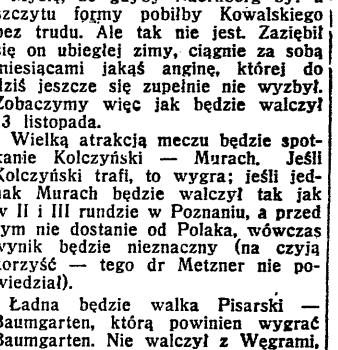 szczytu formy pobiłby Kowalskiego
bez trudu. Ale tak nie jest. Zaziębił
się on ubiegłej zimy, ciągnie za sobą
miesiącami jakąś anginę, której do
dziś jeszcze się zupełnie nie wyzbył.
Zobaczymy więc jak będzie walczył
3 listopada.
Wielką atrakcją meczu będzie spot-
kanie Kolczyński — Murach. Jeśli
Kolczyński trafi, to wygra; jeśli jed-
nak Murach będzie walczył tak jak
w II i III rundzie w Poznaniu, a przed
tym nie dostanie od Polaka, wówczas
wynik będzie nieznaczny (na czyją
korzyść — tego dr Metzner nie po-
wiedział).
Ładna będzie walka Pisarski —
Baumgarten, którą powinien wygrać
Baumgarten. Nie walczył z Węgrami,